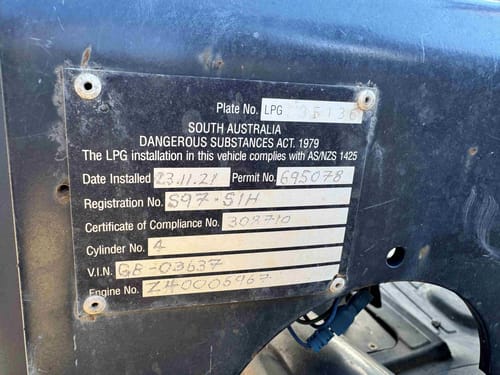 Plate No. LPG 35136
SOUTH AUSTRALIA
DANGEROUS SUBSTANCES ACT. 1979
The LPG installation in this vehicle complies with AS/NZS 1425
Date Installed 23.11.21 Permit No. 695078
Registration No. S97·SIH
Certificate of Compliance No. 308710
Cylinder No. 4
V.I.N. GB-03637
Engine No. Z40005967